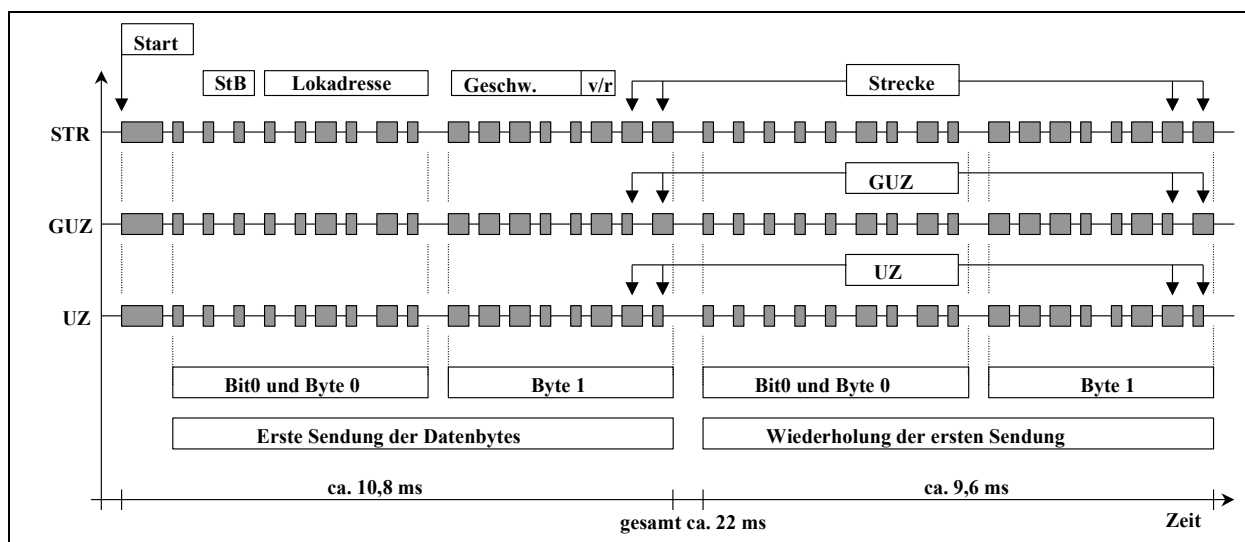 Start
StB Lokadresse Geschw. v/r Strecke
STR
GUZ
GUZ
UZ
UZ
Bit0 und Byte 0 Byte 1 Bit0 und Byte 0 Byte 1
Erste Sendung der Datenbytes Wiederholung der ersten Sendung
ca. 10,8 ms ca. 9,6 ms
gesamt ca. 22 ms Zeit